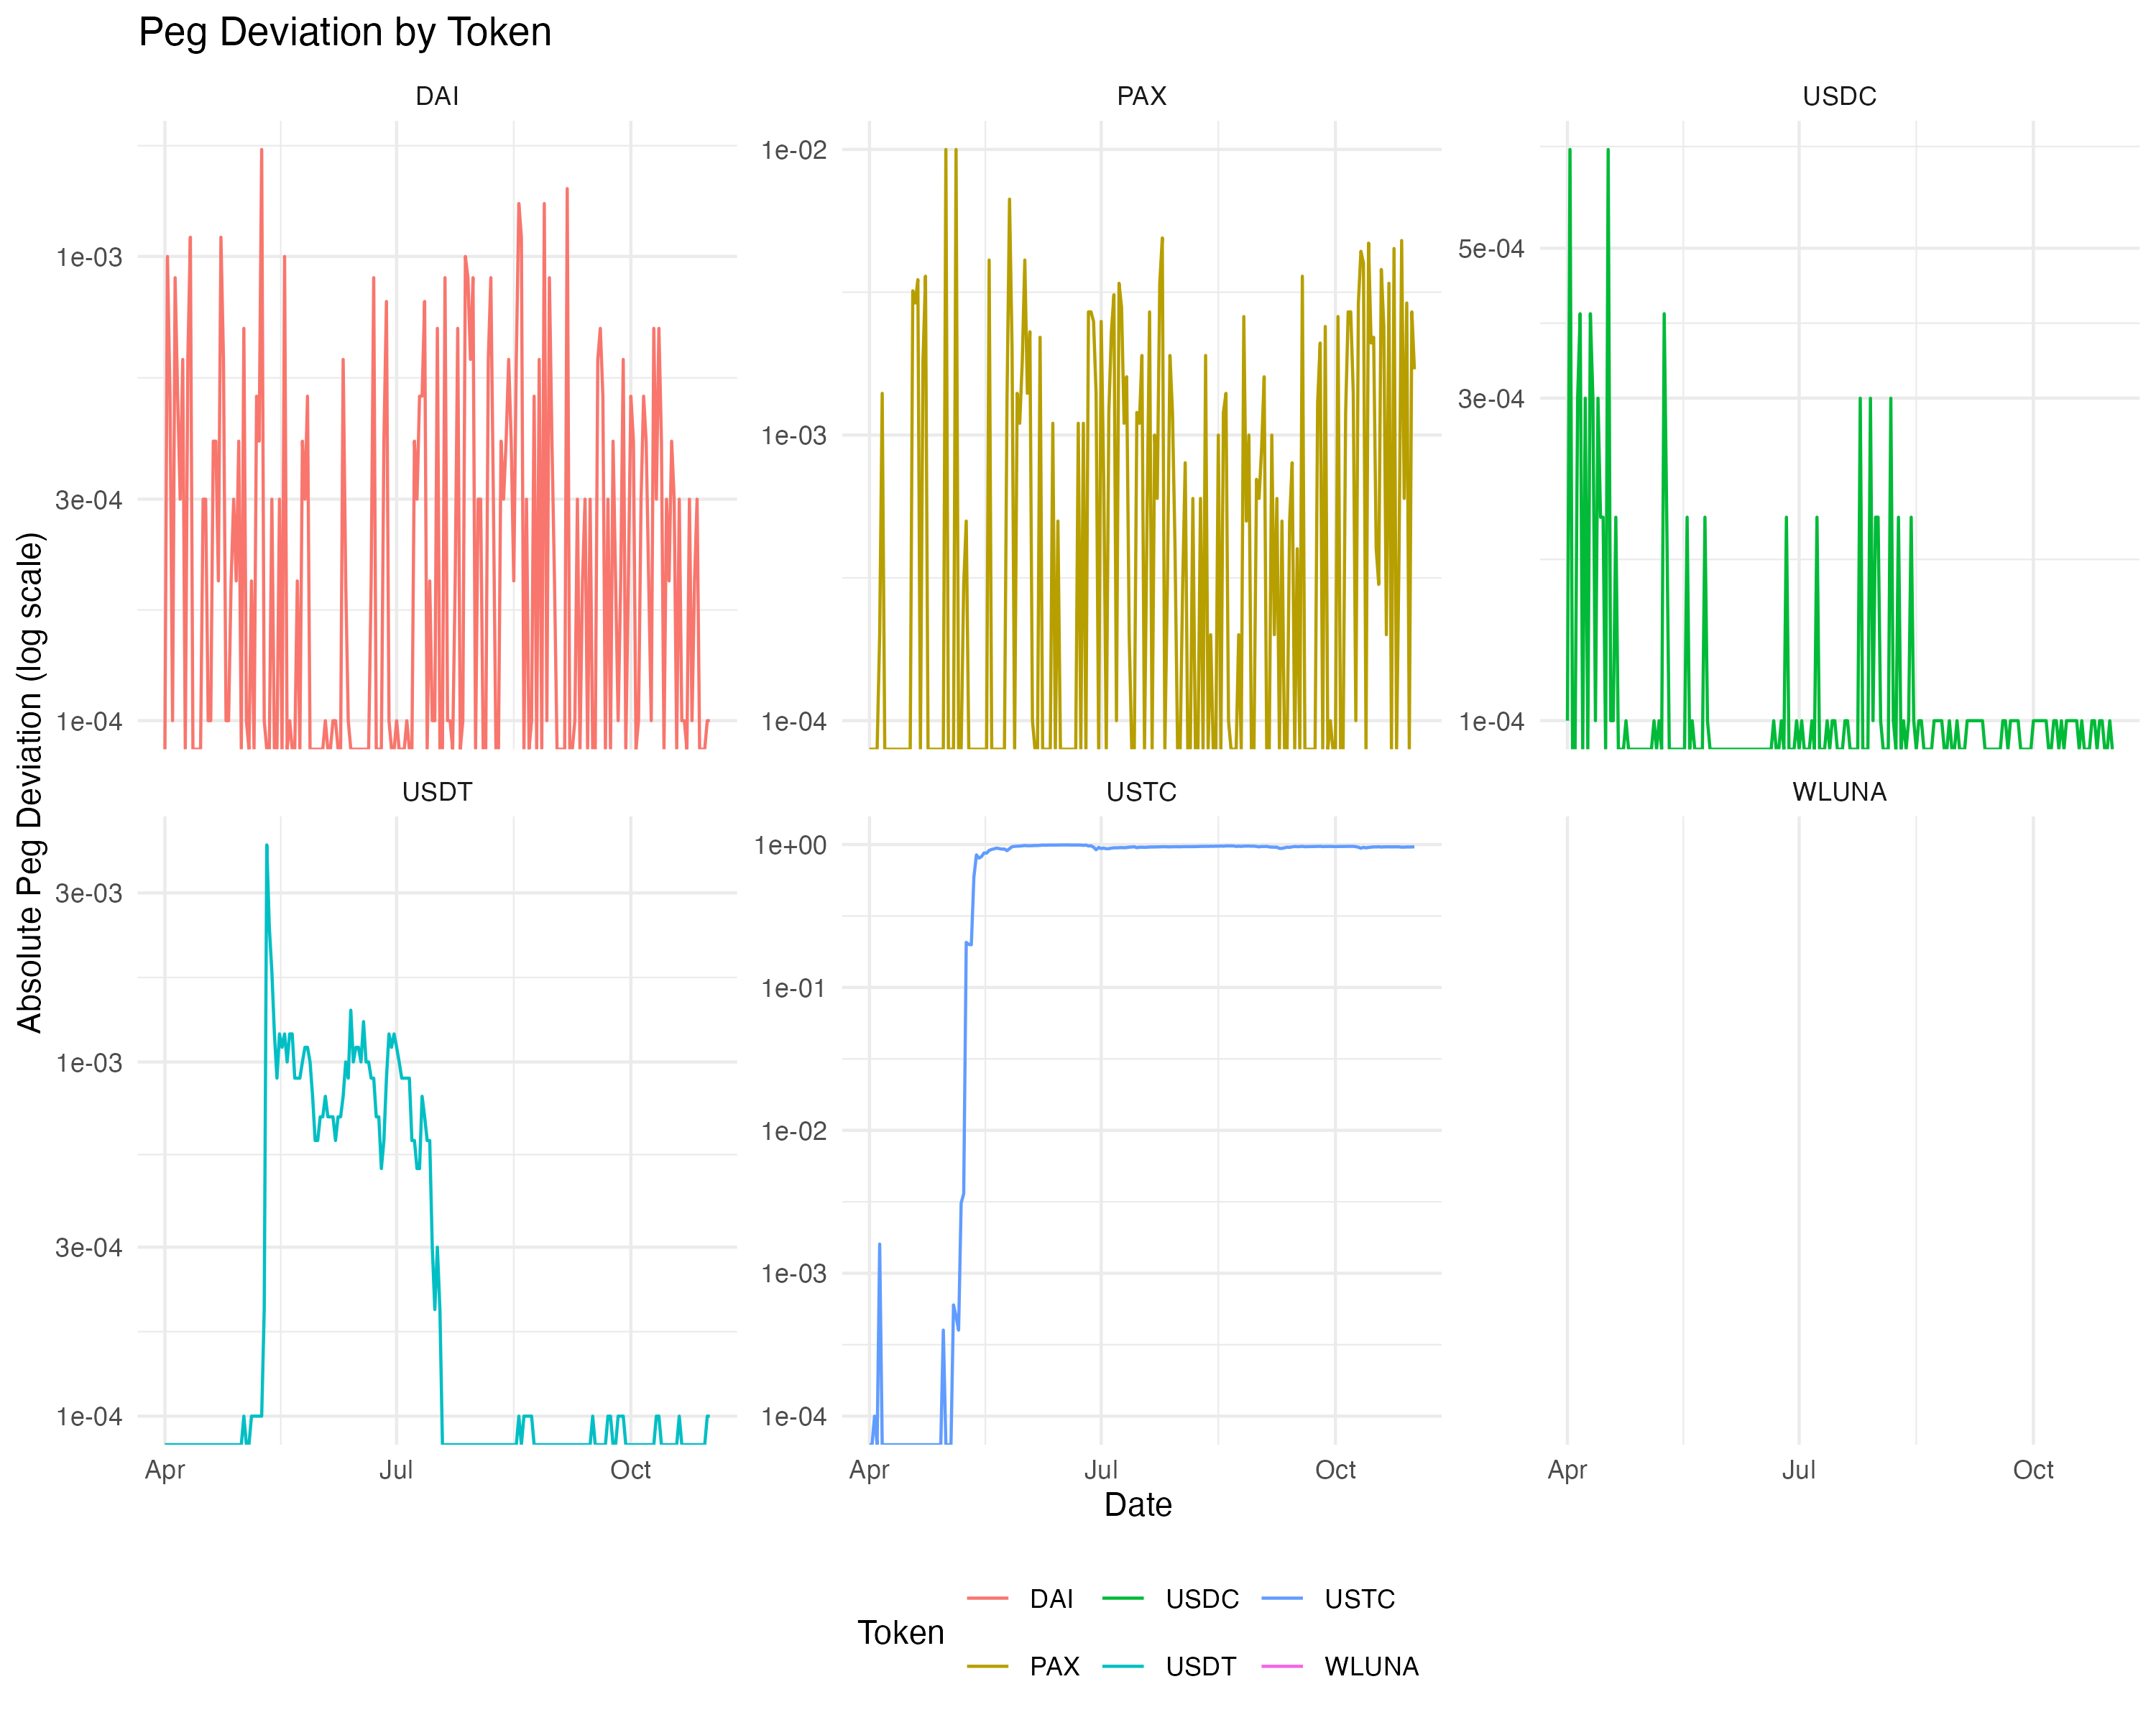 Peg Deviation by Token
DAI
PAX
USDC
1e-03
3e-04
1e-04
1e-02
1e-03
1e-04
5e-04
3e-04
1e-04
Absolute Peg Deviation (log scale)
USDT
USTC
WLUNA
3e-03
1e-03
3e-04
1e-04
1e+00
1e-01
1e-02
1e-03
1e-04
Apr Jul Oct
Apr Jul Oct
Apr Jul Oct
Date
Token
DAI USDC USTC
PAX USDT WLUNA